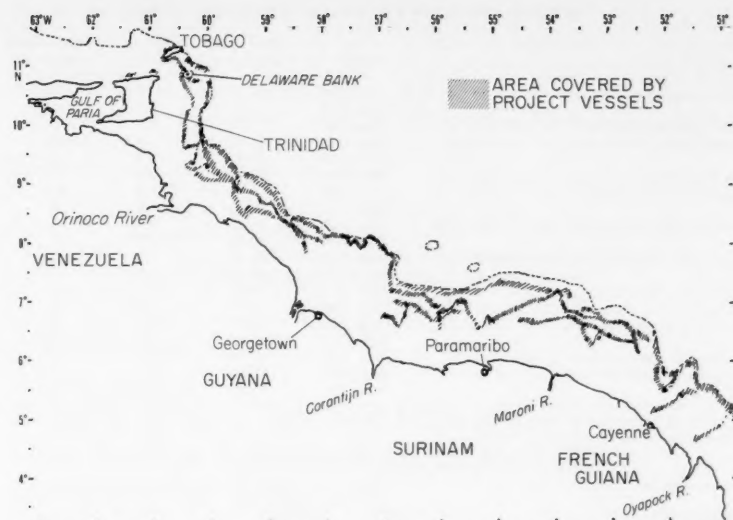 63°W 62° 61° 60° 59° 58° 57° 56° 55° 54° 53° 52° 51° 50°
TOBAGO
11°
N
DELAWARE BANK
AREA COVERED BY
PROJECT VESSELS
GULF OF
PARIA
10°
TRINIDAD
9°
Orinoco River
8°
VENEZUELA
7°
Georgetown
Paramaribo
6°
GUYANA
Corantijn R.
Maroni R.
5°
Cayenne
SURINAM
FRENCH
GUIANA
4°
Oyapock R.